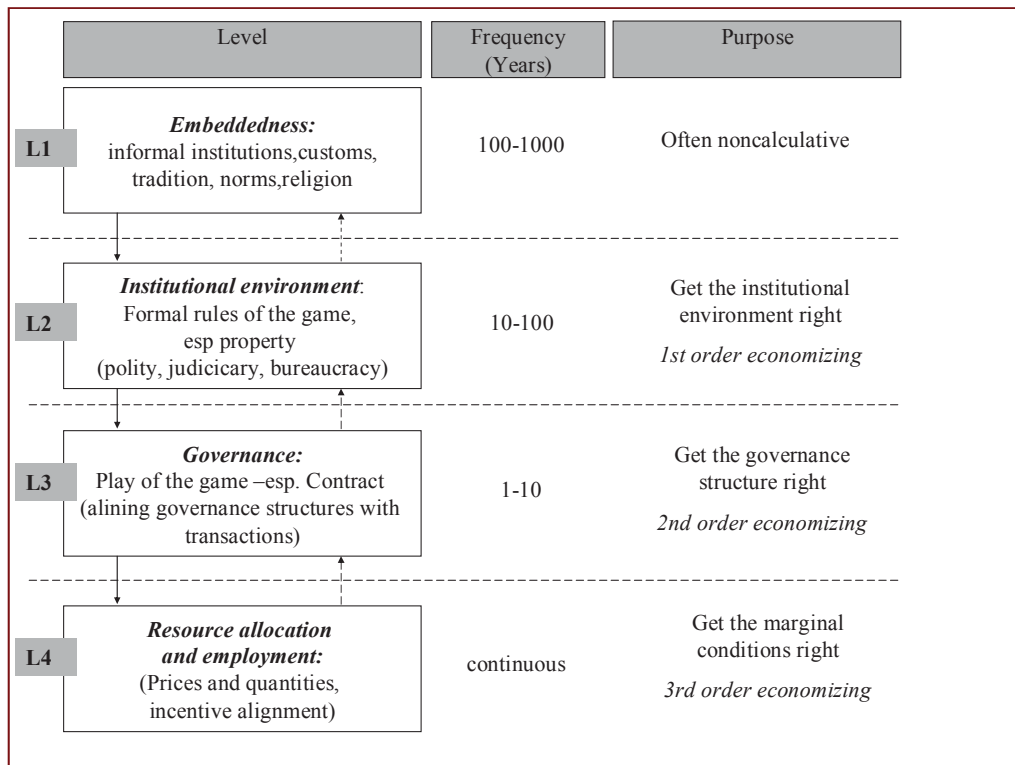 Level
Frequency
(Years)
Purpose
L1
Embeddedness:
informal institutions,customs,
tradition, norms,religion
100-1000
Often noncalculative
L2
Institutional environment:
Formal rules of the game,
esp property
(polity, judicicary, bureaucracy)
10-100
Get the institutional
environment right
1st order economizing
L3
Governance:
Play of the game –esp. Contract
(alining governance structures with
transactions)
1-10
Get the governance
structure right
2nd order economizing
L4
Resource allocation
and employment:
(Prices and quantities,
incentive alignment)
continuous
Get the marginal
conditions right
3rd order economizing